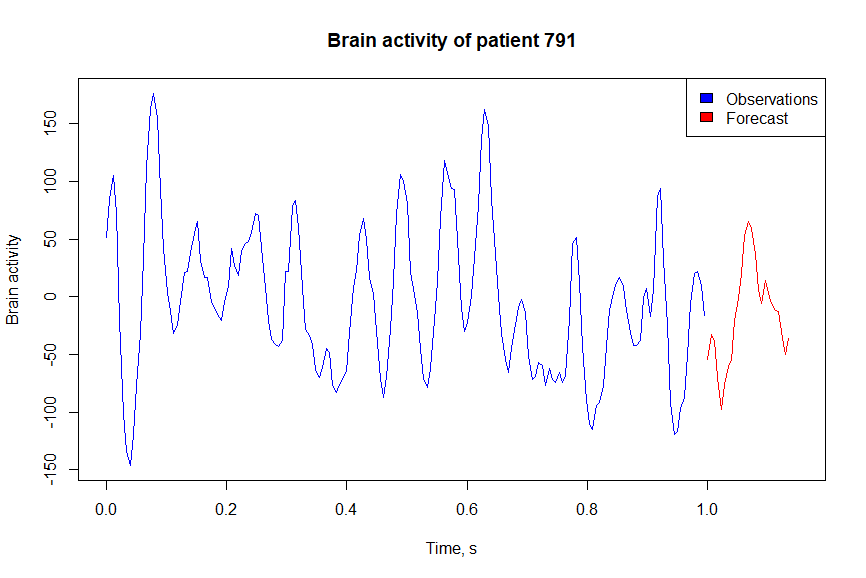 Brain activity of patient 791
Observations
Forecast
Brain activity
150
100
50
0
-50
-100
-150
0.0 0.2 0.4 0.6 0.8 1.0
Time, s